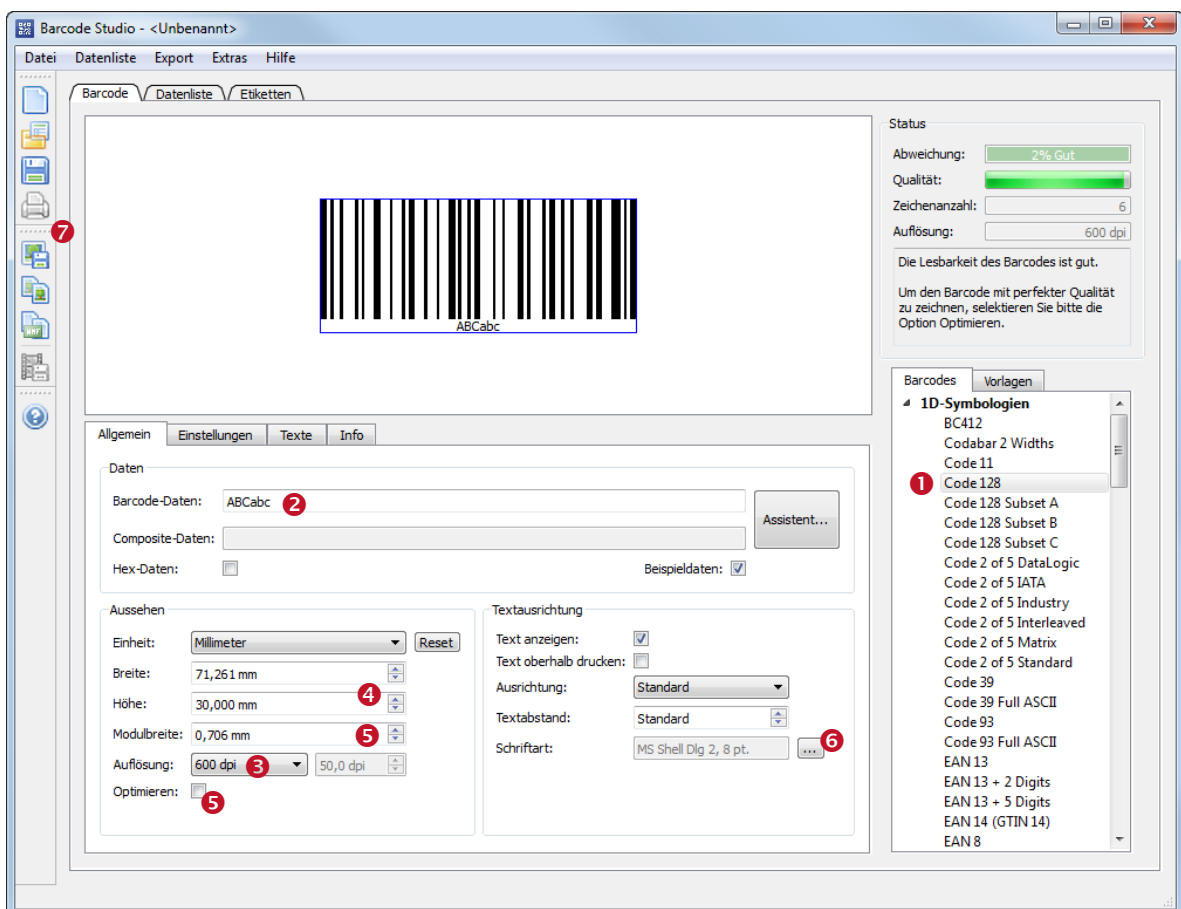 Barcode Studio - <Unbenannt>
Datei Datenliste Export Extras Hilfe
Barcode Datenliste Etiketten
ABCabc
7
Status
Abweichung: 2% Gut
Qualität:
Zeichenanzahl: 6
Auflösung: 600 dpi
Die Lesbarkeit des Barcodes ist gut.
Um den Barcode mit perfekter Qualität
zu zeichnen, selektieren Sie bitte die
Option Optimieren.
Allgemein Einstellungen Texte Info
Daten
Barcode-Daten: ABCabc 2
Assistent...
Composite-Daten:
Hex-Daten: Beispieldaten:
Aussehen
Einheit: Millimeter Reset
Breite: 71,261 mm
Höhe: 30,000 mm 4
Modulbreite: 0,706 mm 5
Auflösung: 600 dpi 3 50,0 dpi
Optimieren: 5
Textausrichtung
Text anzeigen:
Text oberhalb drucken:
Ausrichtung: Standard
Textabstand: Standard
Schriftart: MS Shell Dlg 2, 8 pt. ... 6
Barcodes Vorlagen
1D-Symbologien
BC412
Codabar 2 Widths
Code 11
1 Code 128
Code 128 Subset A
Code 128 Subset B
Code 128 Subset C
Code 2 of 5 DataLogic
Code 2 of 5 IATA
Code 2 of 5 Industry
Code 2 of 5 Interleaved
Code 2 of 5 Matrix
Code 2 of 5 Standard
Code 39
Code 39 Full ASCII
Code 93
Code 93 Full ASCII
EAN 13
EAN 13 + 2 Digits
EAN 13 + 5 Digits
EAN 14 (GTIN 14)
EAN 8
WMF